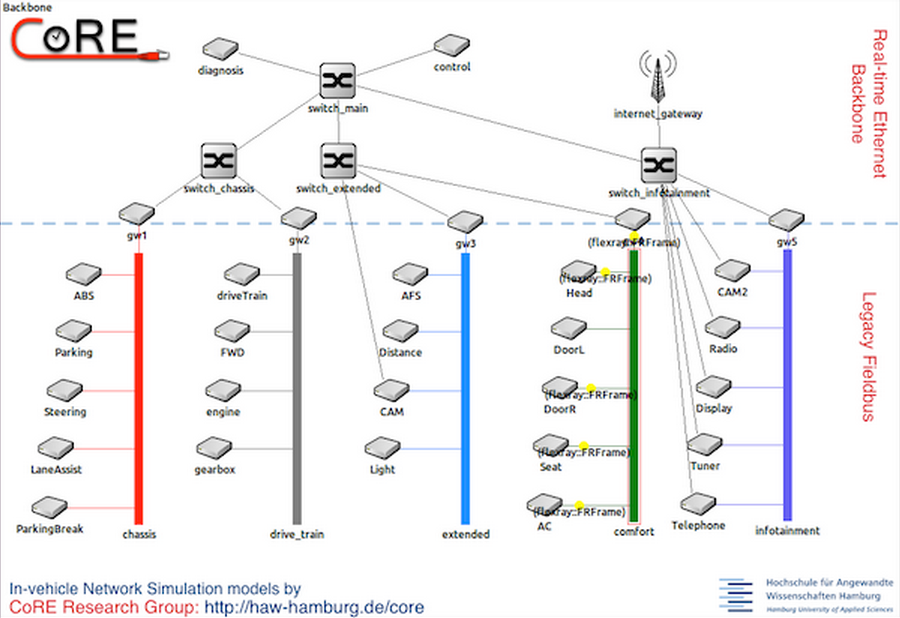 Backbone
CoRE
diagnosis
control
switch_main
internet_gateway
Real-time Ethernet
Backbone
switch_chassis
switch_extended
switch_infotainment
gw1
gw2
gw3
(flexray::FRFrame)
gw5
ABS
driveTrain
AFS
(flexray::FRFrame)
Head
CAM2
Parking
FWD
Distance
DoorL
Radio
Legacy Fieldbus
Steering
engine
CAM
(flexray::FRFrame)
DoorR
Display
LaneAssist
gearbox
Light
(flexray::FRFrame)
Seat
Tuner
ParkingBreak
(flexray::FRFrame)
AC
Telephone
chassis
drive_train
extended
comfort
infotainment
In-vehicle Network Simulation models by
CoRE Research Group: http://haw-hamburg.de/core
Hochschule für Angewandte
Wissenschaften Hamburg
Hamburg University of Applied Sciences